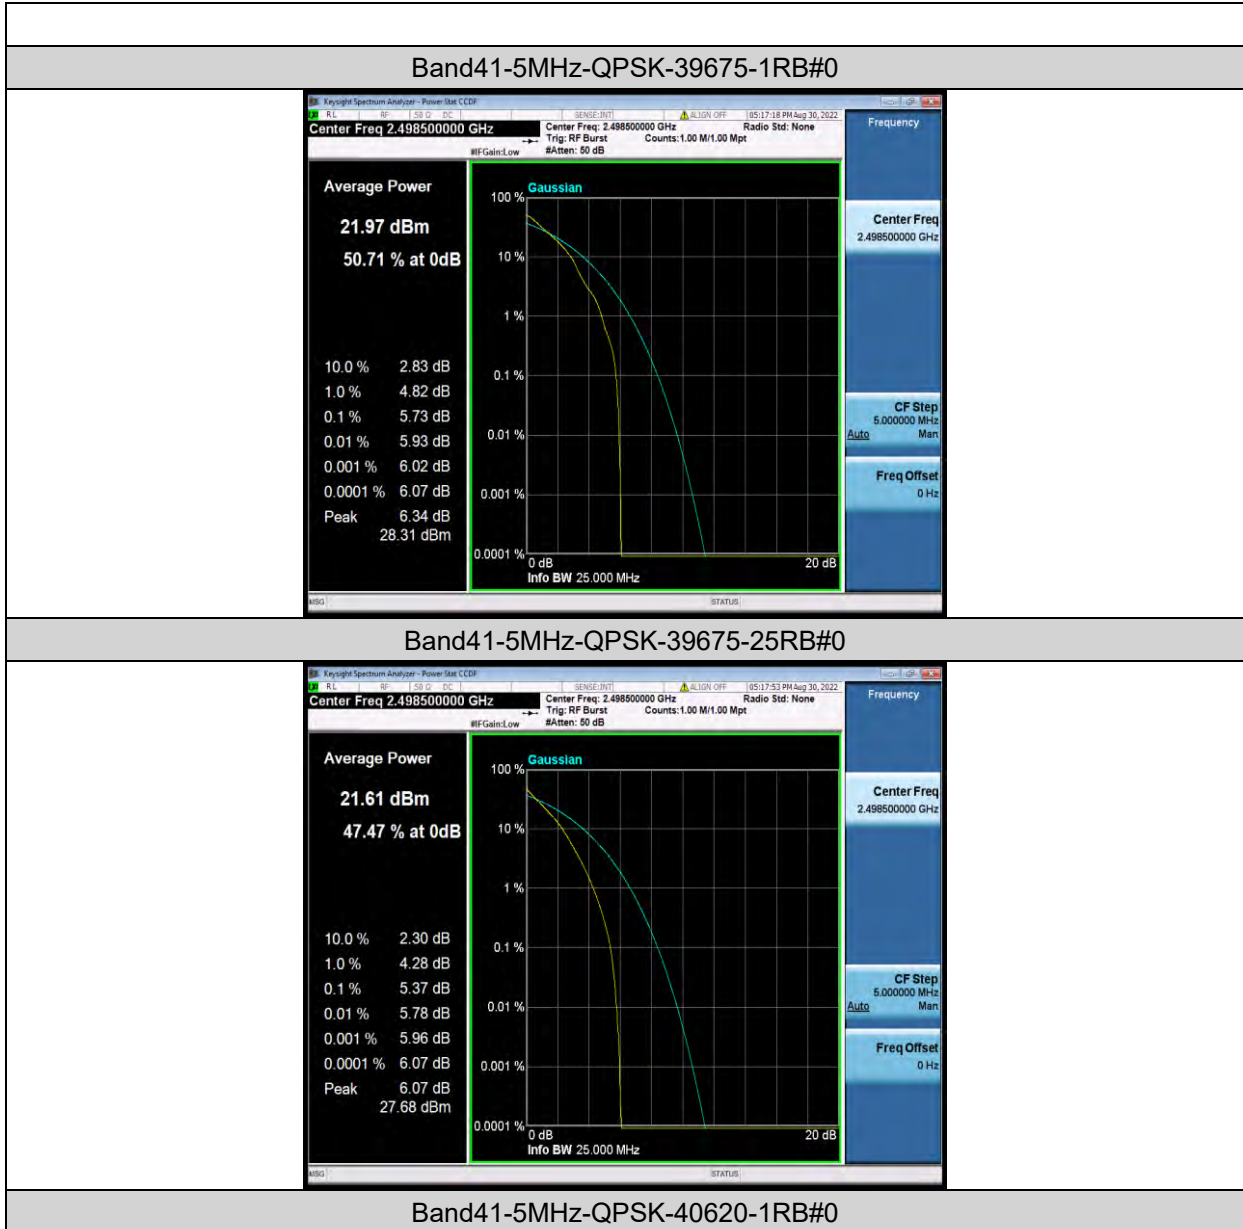 Band41-5MHz-QPSK-39675-1RB#0
Keysight Spectrum Analyzer - Power Stat CCDF
RL RF 50 Ω DC SENSE:INT ALIGN OFF 05:17:18 PM Aug 30, 2022
Center Freq 2.498500000 GHz
Center Freq: 2.498500000 GHz Radio Std: None
Trig: RF Burst Counts:1.00 M/1.00 Mpt
#IFGain:Low #Atten: 50 dB
Frequency
Average Power
21.97 dBm
50.71 % at 0dB
10.0 % 2.83 dB
1.0 % 4.82 dB
0.1 % 5.73 dB
0.01 % 5.93 dB
0.001 % 6.02 dB
0.0001 % 6.07 dB
Peak 6.34 dB
28.31 dBm
Gaussian
100 %
10 %
1 %
0.1 %
0.01 %
0.001 %
0.0001 %
0 dB 20 dB
Info BW 25.000 MHz
Center Freq
2.498500000 GHz
CF Step
5.000000 MHz
Auto Man
Freq Offset
0 Hz
MSG STATUS
Band41-5MHz-QPSK-39675-25RB#0
Keysight Spectrum Analyzer - Power Stat CCDF
RL RF 50 Ω DC SENSE:INT ALIGN OFF 05:17:53 PM Aug 30, 2022
Center Freq 2.498500000 GHz
Center Freq: 2.498500000 GHz Radio Std: None
Trig: RF Burst Counts:1.00 M/1.00 Mpt
#IFGain:Low #Atten: 50 dB
Frequency
Average Power
21.61 dBm
47.47 % at 0dB
10.0 % 2.30 dB
1.0 % 4.28 dB
0.1 % 5.37 dB
0.01 % 5.78 dB
0.001 % 5.96 dB
0.0001 % 6.07 dB
Peak 6.07 dB
27.68 dBm
Gaussian
100 %
10 %
1 %
0.1 %
0.01 %
0.001 %
0.0001 %
0 dB 20 dB
Info BW 25.000 MHz
Center Freq
2.498500000 GHz
CF Step
5.000000 MHz
Auto Man
Freq Offset
0 Hz
MSG STATUS
Band41-5MHz-QPSK-40620-1RB#0